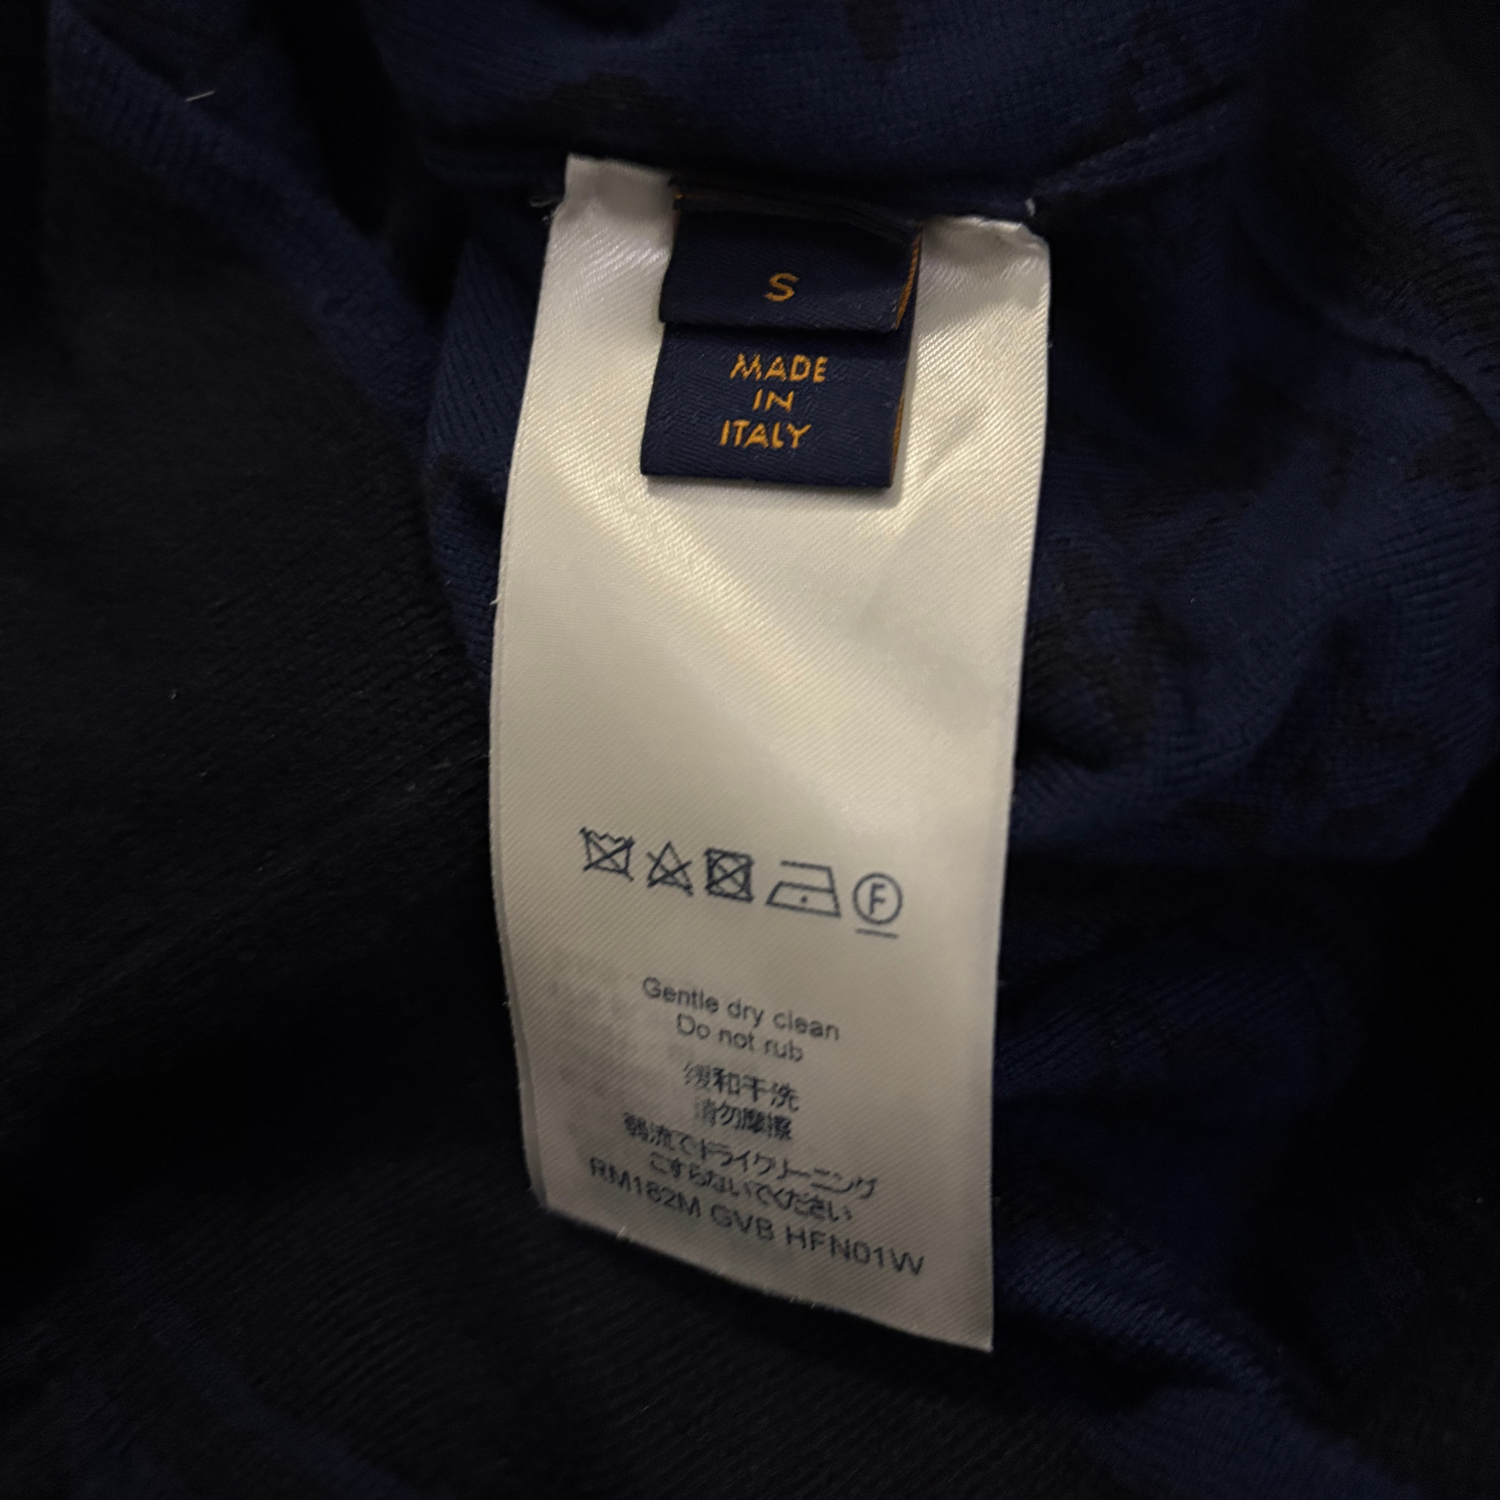 S
MADE
IN
ITALY
F
Gentle dry clean
Do not rub
缓和干洗
请勿摩擦
弱流でドライクリーニング
こすらないでください
RM162M GVB HFN01W